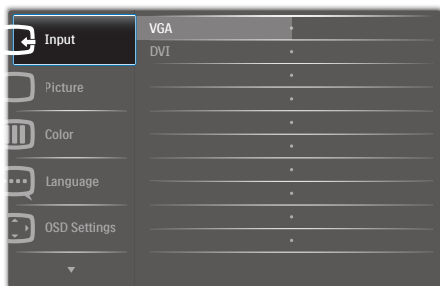 Input
VGA
DVI
Picture
Color
Language
OSD Settings